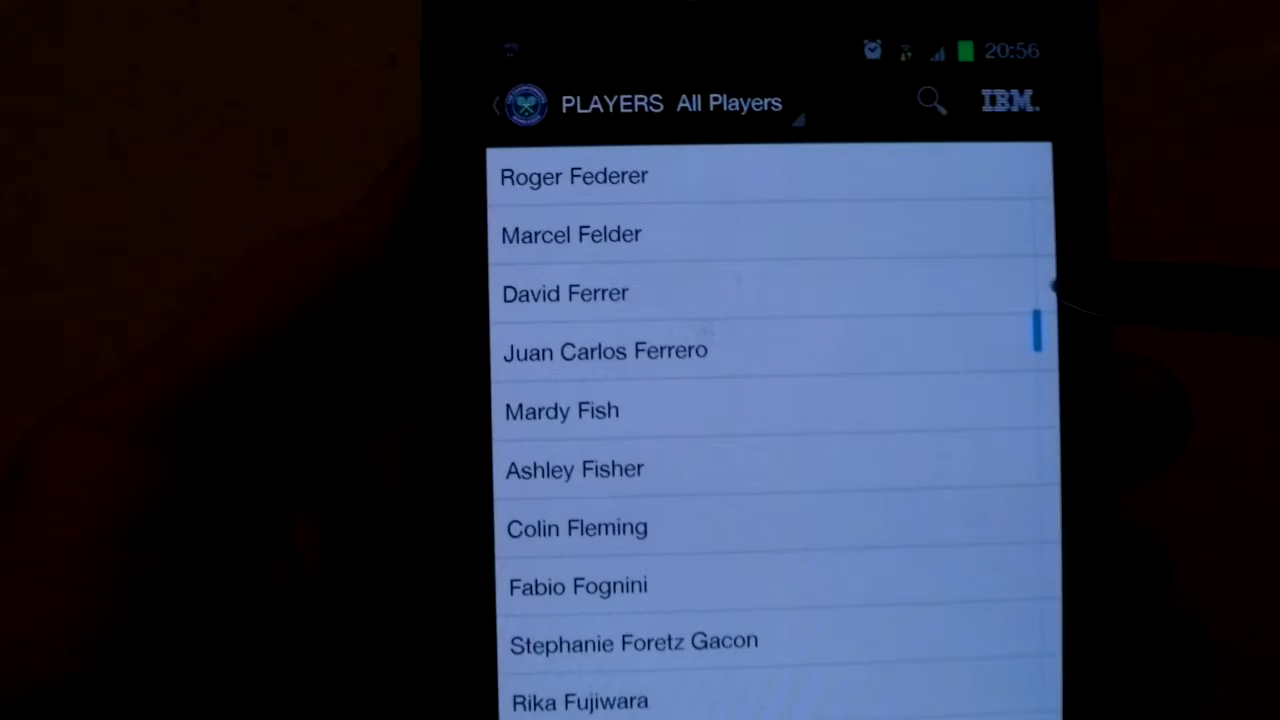 20:56
PLAYERS All Players IBM.
Roger Federer
Marcel Felder
David Ferrer
Juan Carlos Ferrero
Mardy Fish
Ashley Fisher
Colin Fleming
Fabio Fognini
Stephanie Foretz Gacon
Rika Fujiwara